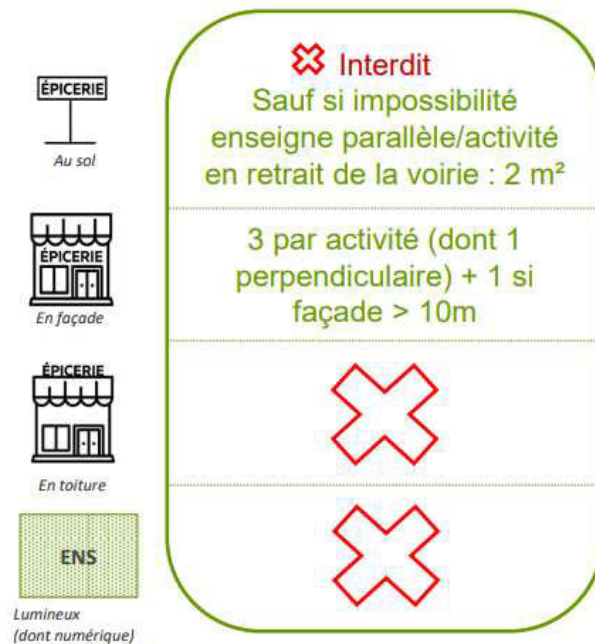 ÉPICERIE
Au sol
Interdit
Sauf si impossibilité
enseigne parallèle/activité
en retrait de la voirie : 2 m²
ÉPICERIE
En façade
3 par activité (dont 1
perpendiculaire) + 1 si
façade > 10m
ÉPICERIE
En toiture
ENS
Lumineux
(dont numérique)